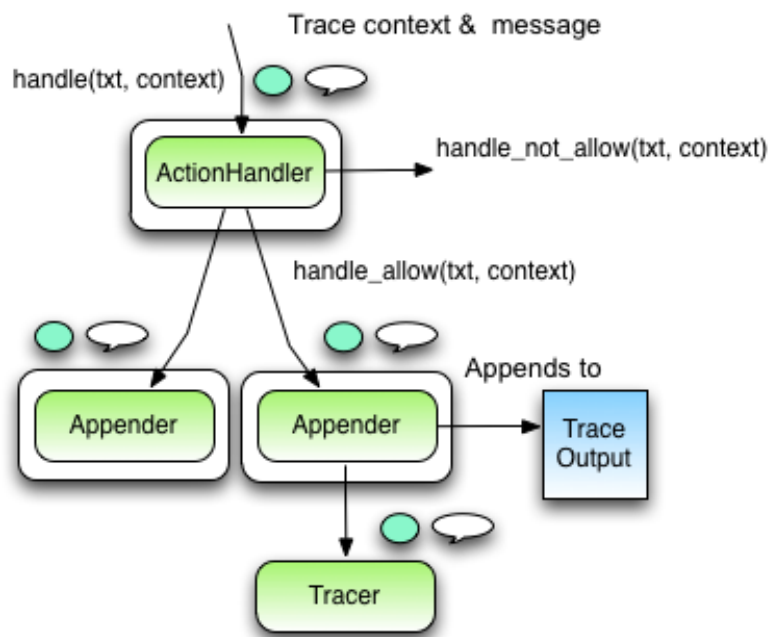 Trace context & message
handle(txt, context)
ActionHandler
handle_not_allow(txt, context)
handle_allow(txt, context)
Appender
Appender
Appends to
Trace
Output
Tracer